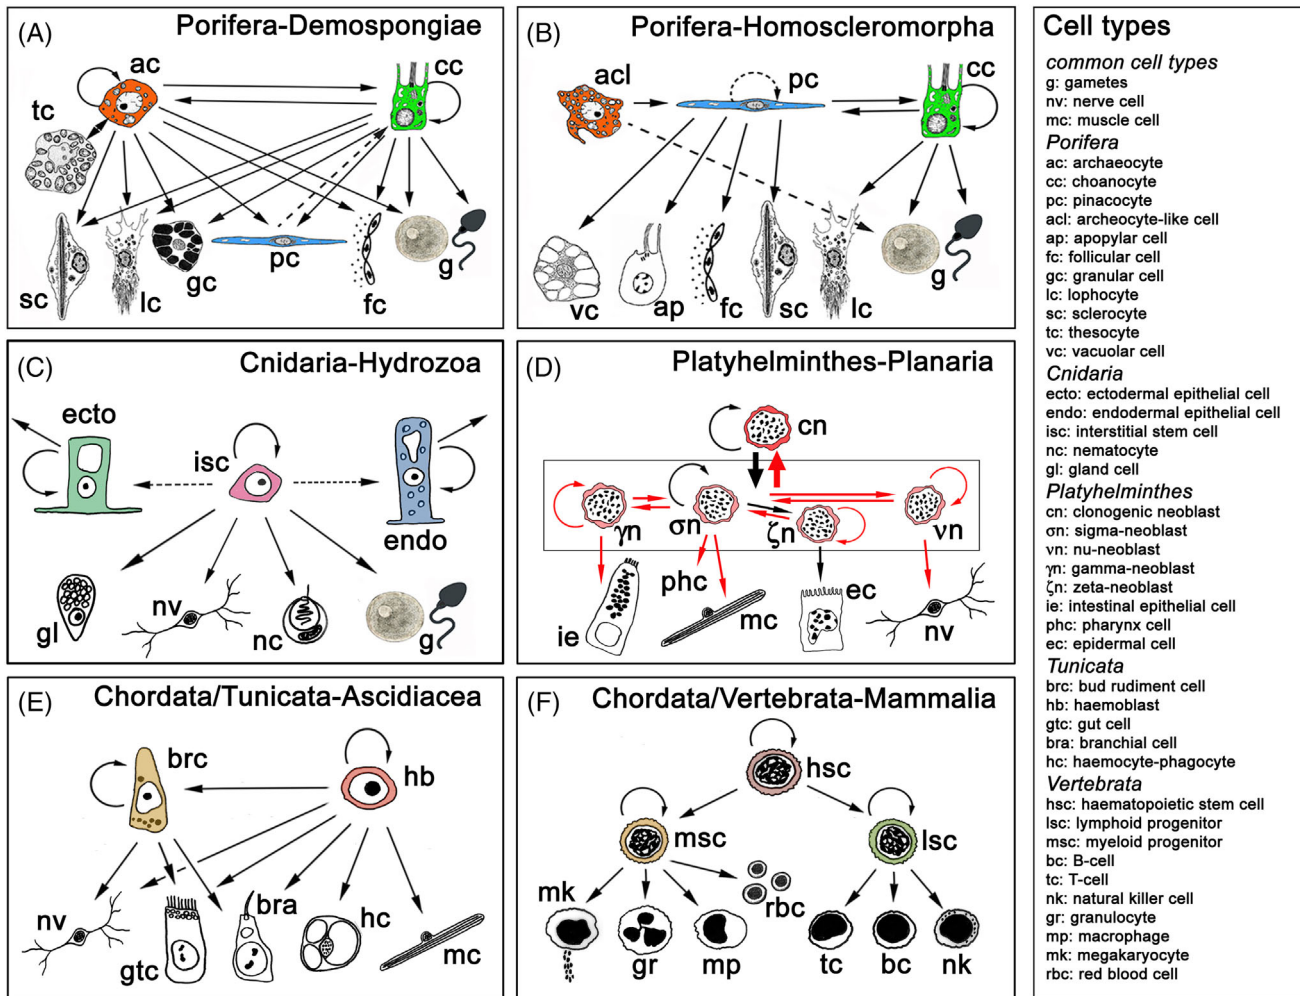 (A) Porifera-Demospongiae
ac
cc
tc
sc
lc
gc
pc
fc
g
(B) Porifera-Homoscleromorpha
acl
pc
cc
vc
ap
fc
sc
lc
g
(C) Cnidaria-Hydrozoa
ecto
isc
endo
gl
nv
nc
g
(D) Platyhelminthes-Planaria
cn
γn
σn
ζn
νn
ie
phc
mc
ec
nv
(E) Chordata/Tunicata-Ascidiacea
brc
hb
nv
gtc
bra
hc
mc
(F) Chordata/Vertebrata-Mammalia
hsc
msc
lsc
mk
gr
mp
rbc
tc
bc
nk
Cell types
common cell types
g: gametes
nv: nerve cell
mc: muscle cell
Porifera
ac: archaeocyte
cc: choanocyte
pc: pinacocyte
acl: archeocyte-like cell
ap: apopylar cell
fc: follicular cell
gc: granular cell
lc: lophocyte
sc: sclerocyte
tc: thesocyte
vc: vacuolar cell
Cnidaria
ecto: ectodermal epithelial cell
endo: endodermal epithelial cell
isc: interstitial stem cell
nc: nematocyte
gl: gland cell
Platyhelminthes
cn: clonogenic neoblast
σn: sigma-neoblast
νn: nu-neoblast
γn: gamma-neoblast
ζn: zeta-neoblast
ie: intestinal epithelial cell
phc: pharynx cell
ec: epidermal cell
Tunicata
brc: bud rudiment cell
hb: haemoblast
gtc: gut cell
bra: branchial cell
hc: haemocyte-phagocyte
Vertebrata
hsc: haematopoietic stem cell
lsc: lymphoid progenitor
msc: myeloid progenitor
bc: B-cell
tc: T-cell
nk: natural killer cell
gr: granulocyte
mp: macrophage
mk: megakaryocyte
rbc: red blood cell